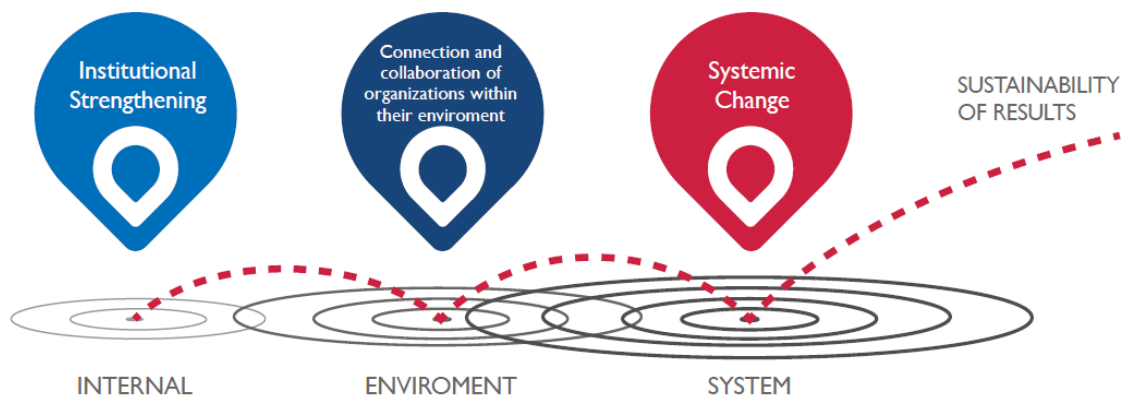 Institutional
Strengthening
Connection and
collaboration of
organizations within
their enviroment
Systemic
Change
SUSTAINABILITY
OF RESULTS
INTERNAL
ENVIROMENT
SYSTEM